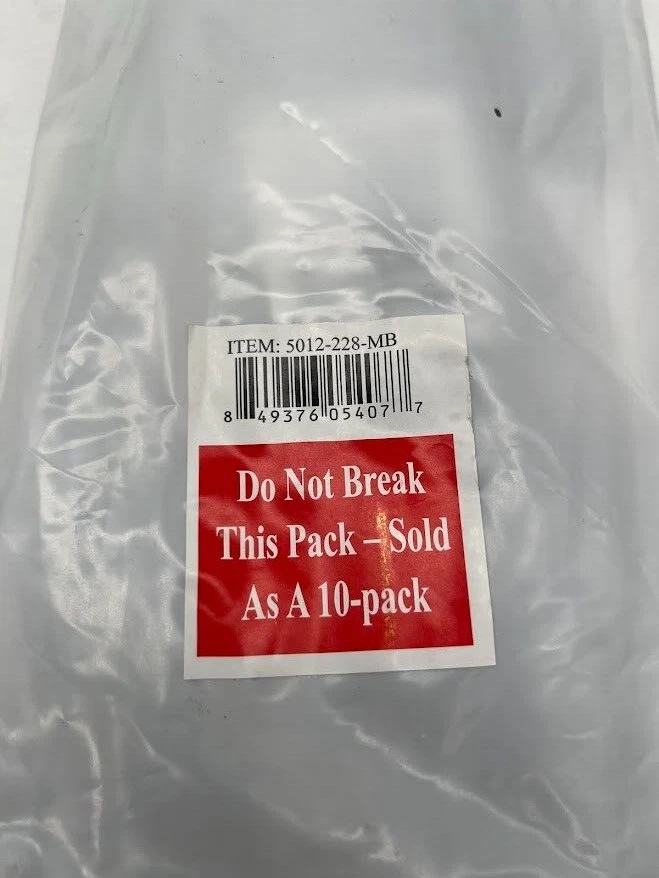 ITEM: 5012-228-MB
8 49376 05407 7
Do Not Break
This Pack – Sold
As A 10-pack